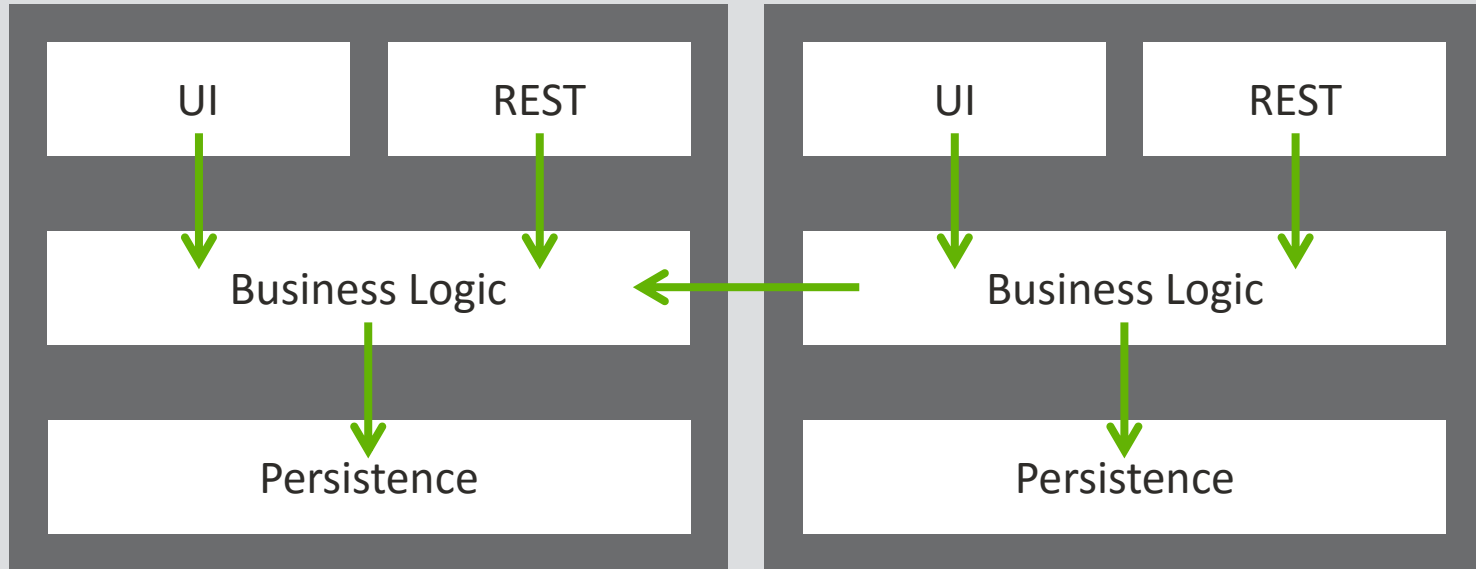 UI
REST
UI
REST
Business Logic
Business Logic
Persistence
Persistence